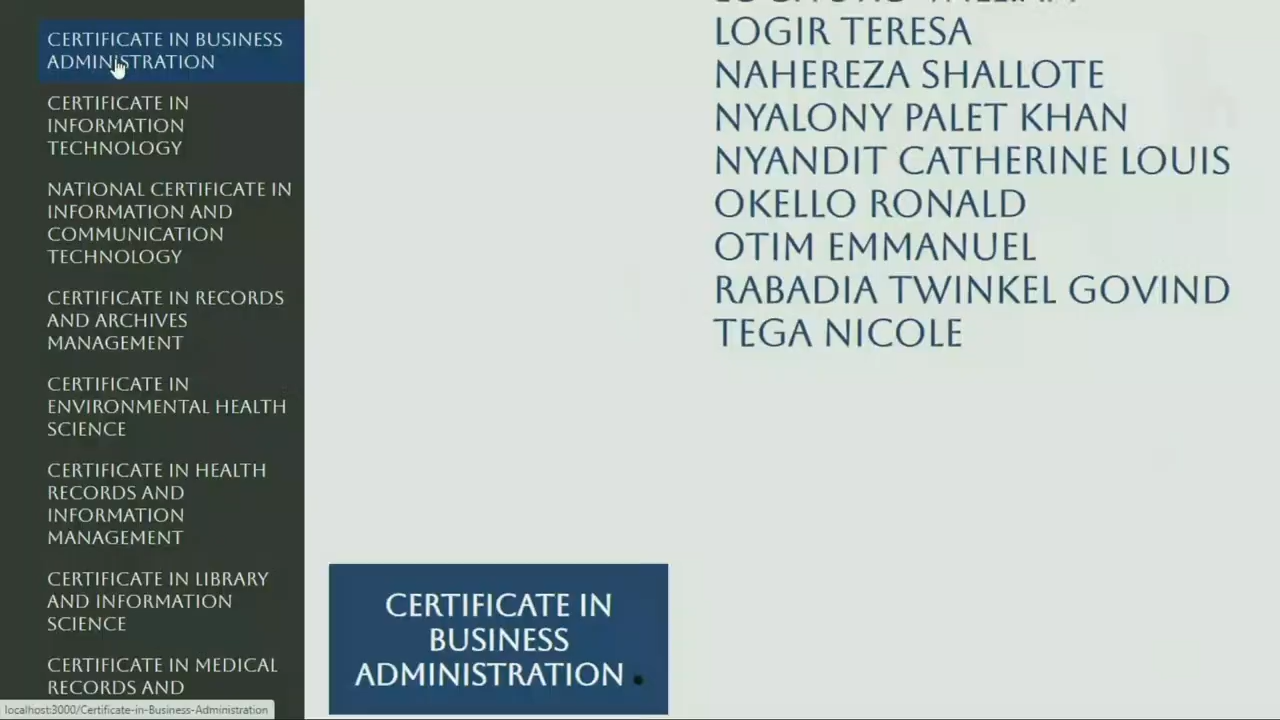 CERTIFICATE IN BUSINESS
ADMINISTRATION
CERTIFICATE IN
INFORMATION
TECHNOLOGY
NATIONAL CERTIFICATE IN
INFORMATION AND
COMMUNICATION
TECHNOLOGY
CERTIFICATE IN RECORDS
AND ARCHIVES
MANAGEMENT
CERTIFICATE IN
ENVIRONMENTAL HEALTH
SCIENCE
CERTIFICATE IN HEALTH
RECORDS AND
INFORMATION
MANAGEMENT
CERTIFICATE IN LIBRARY
AND INFORMATION
SCIENCE
CERTIFICATE IN MEDICAL
RECORDS AND
localhost:3000/Certificate-in-Business-Administration
LOGIR TERESA
NAHEREZA SHALLOTE
NYALONY PALET KHAN
NYANDIT CATHERINE LOUIS
OKELLO RONALD
OTIM EMMANUEL
RABADIA TWINKEL GOVIND
TEGA NICOLE
CERTIFICATE IN
BUSINESS
ADMINISTRATION